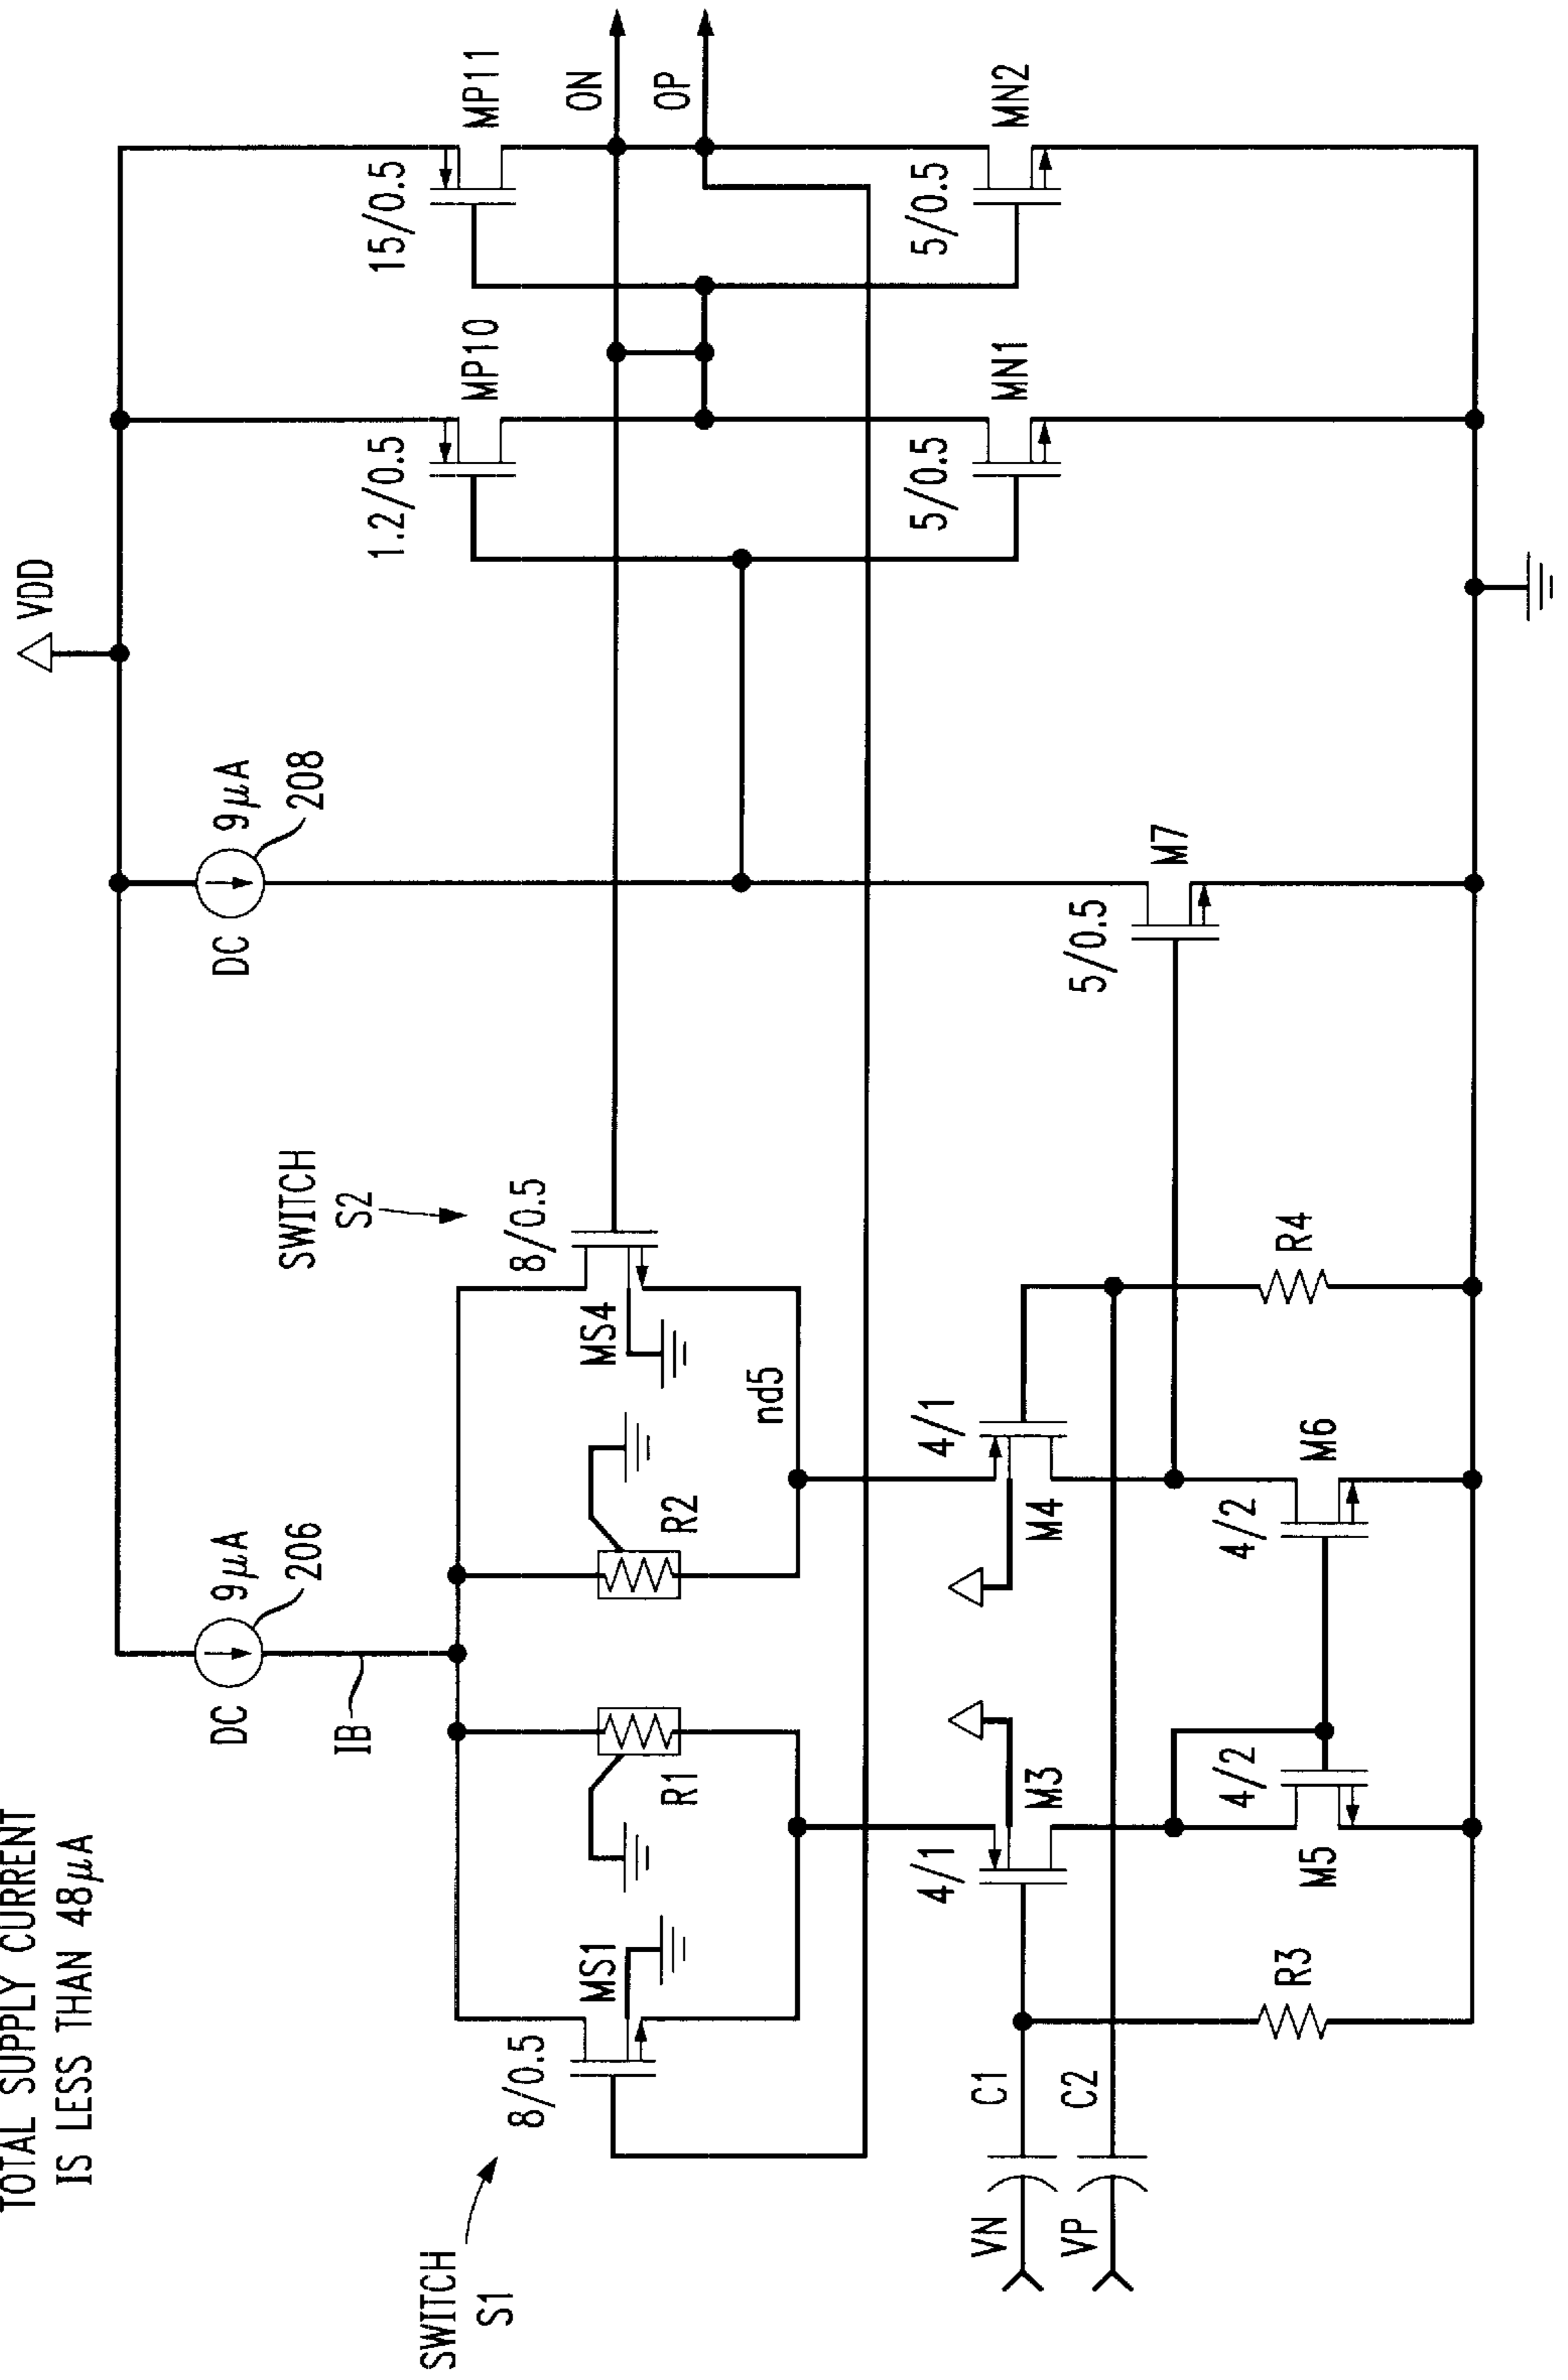 TOTAL SUPPLY CURRENT
IS LESS THAN 48μA
VDD
DC
9μA
206
IB
DC
9μA
208
SWITCH
S1
8/0.5
MS1
R1
R2
MS4
8/0.5
SWITCH
S2
nd5
1.2/0.5
MP10
15/0.5
MP11
ON
OP
5/0.5
MN1
5/0.5
MN2
VN
C1
VP
C2
4/1
M3
M4
4/1
5/0.5
M7
R3
M5
4/2
4/2
M6
R4